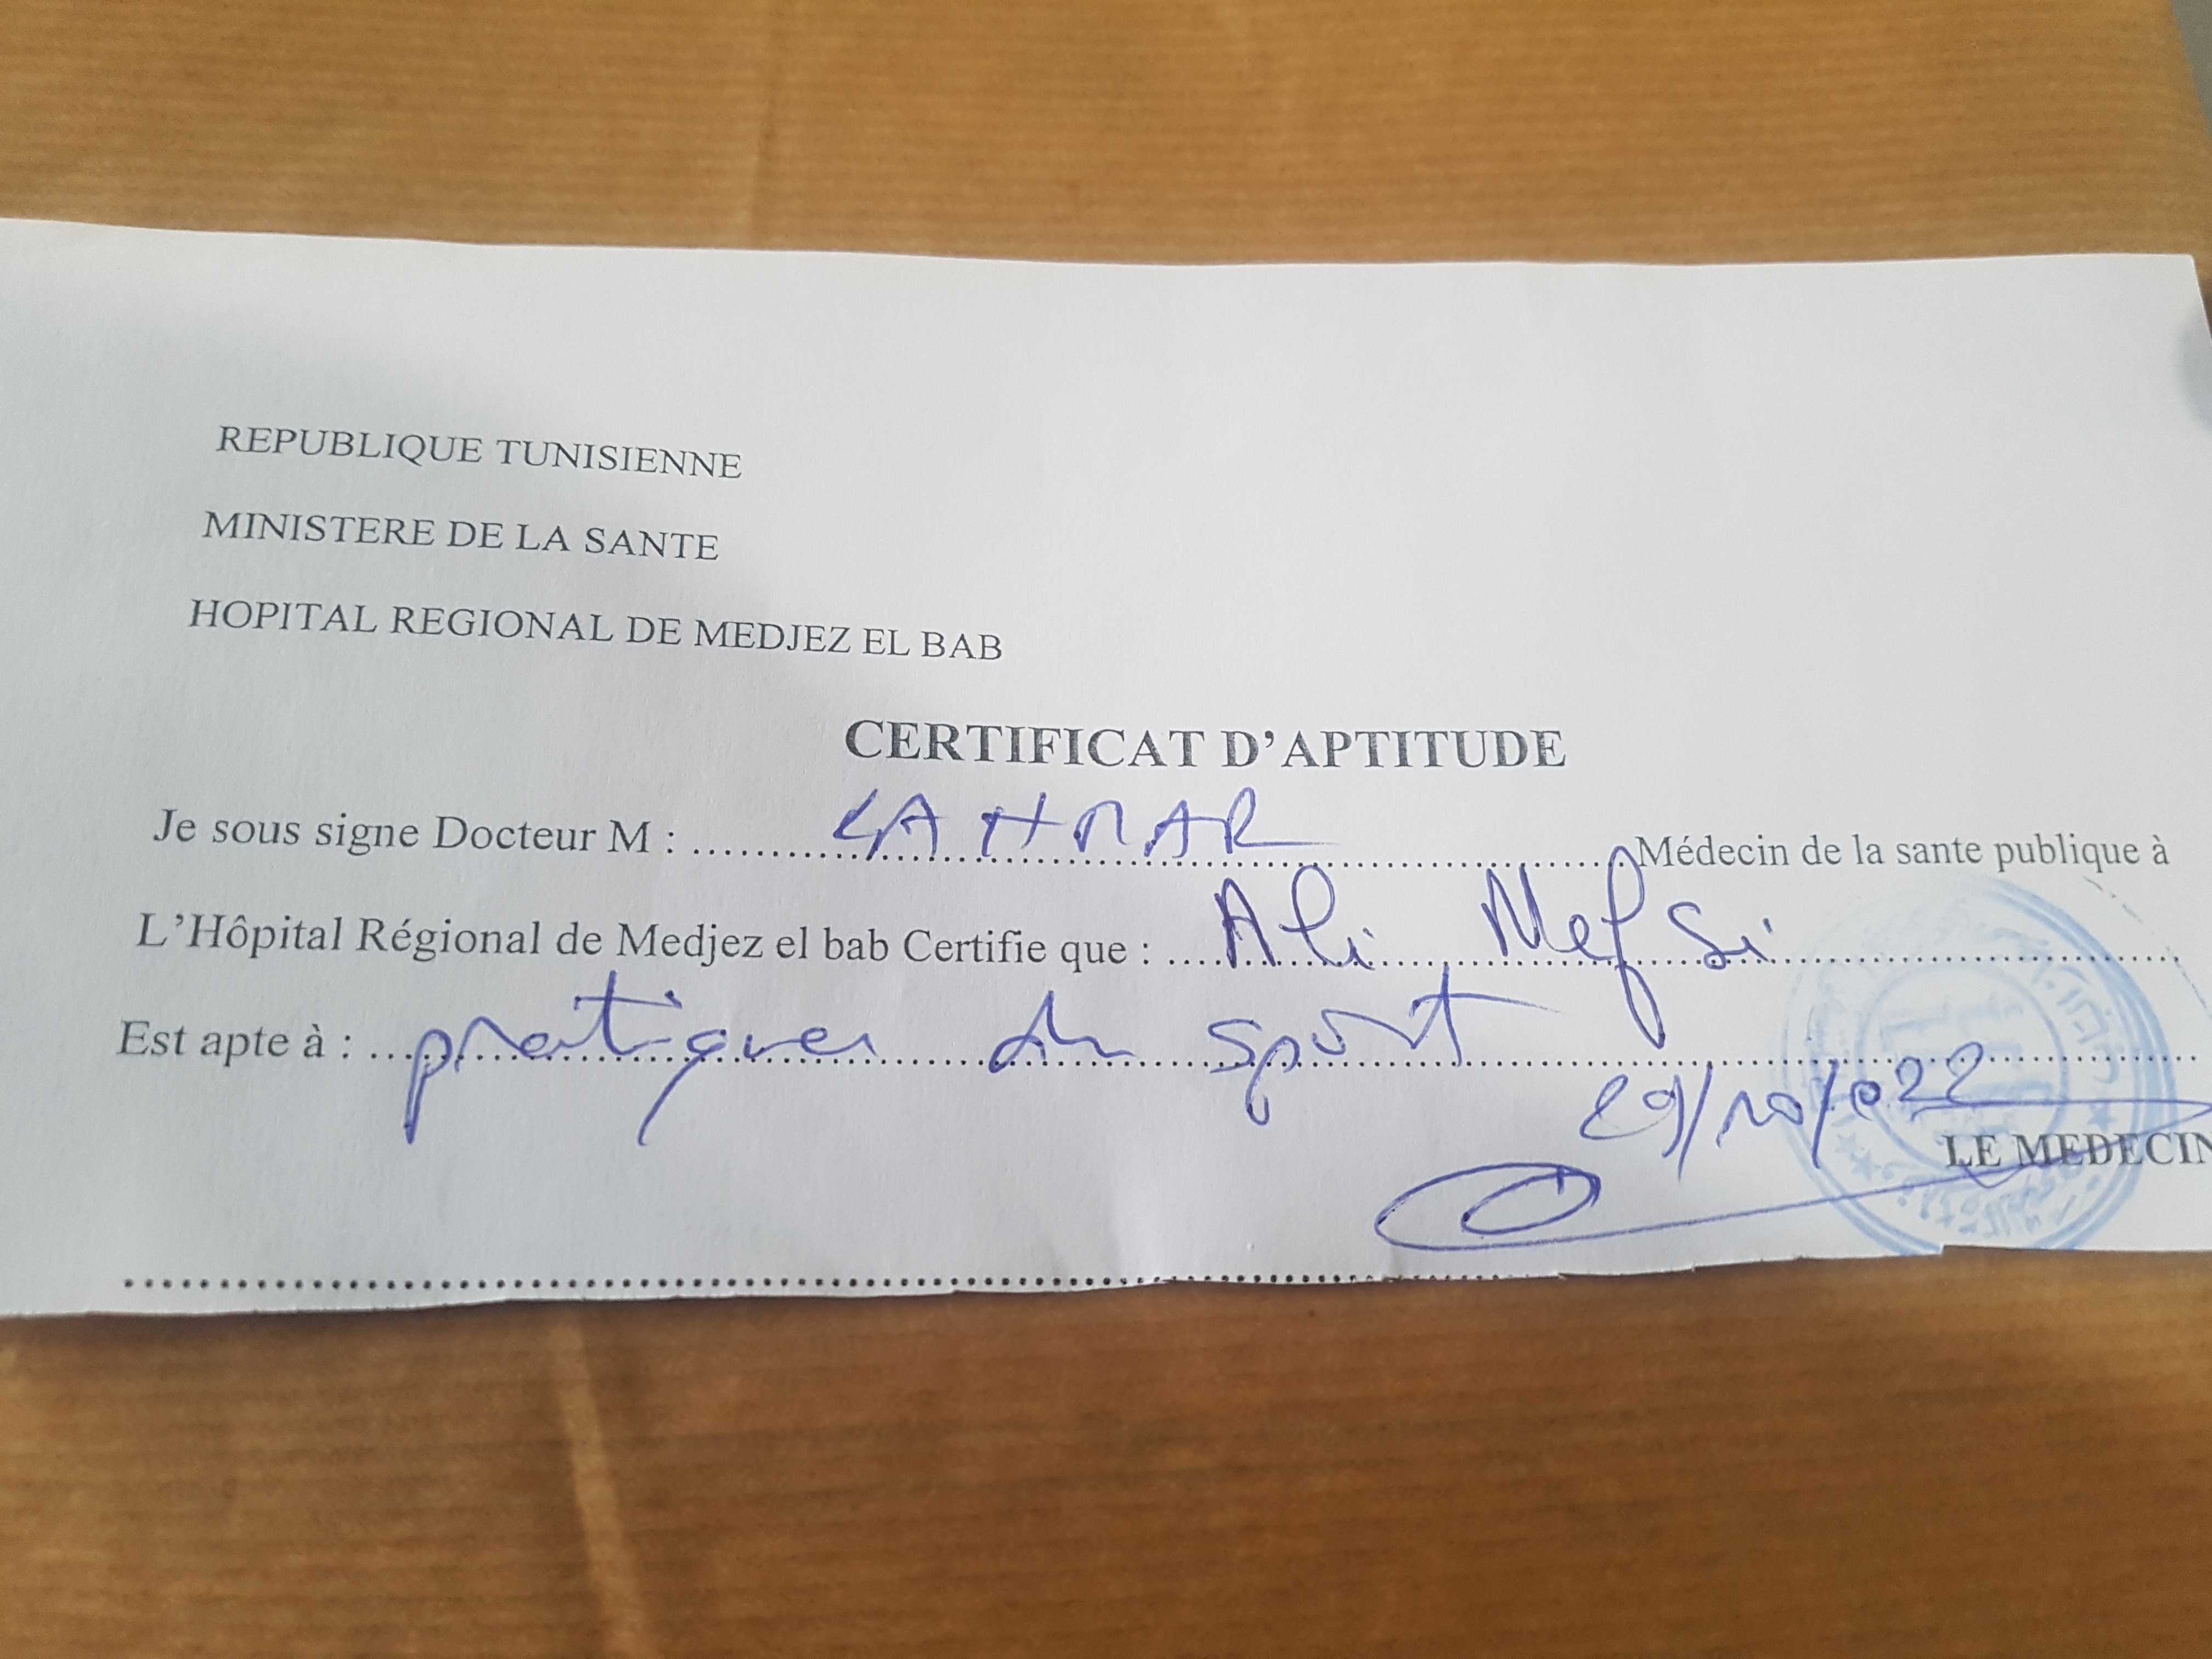 REPUBLIQUE TUNISIENNE
MINISTERE DE LA SANTE
HOPITAL REGIONAL DE MEDJEZ EL BAB
CERTIFICAT D'APTITUDE
Je sous signe Docteur M : LAHMAR Médecin de la sante publique à
L'Hôpital Régional de Medjez el bab Certifie que : Ali Mefsi
Est apte à : pratiquer du sport
29/10/022
LE MEDECIN